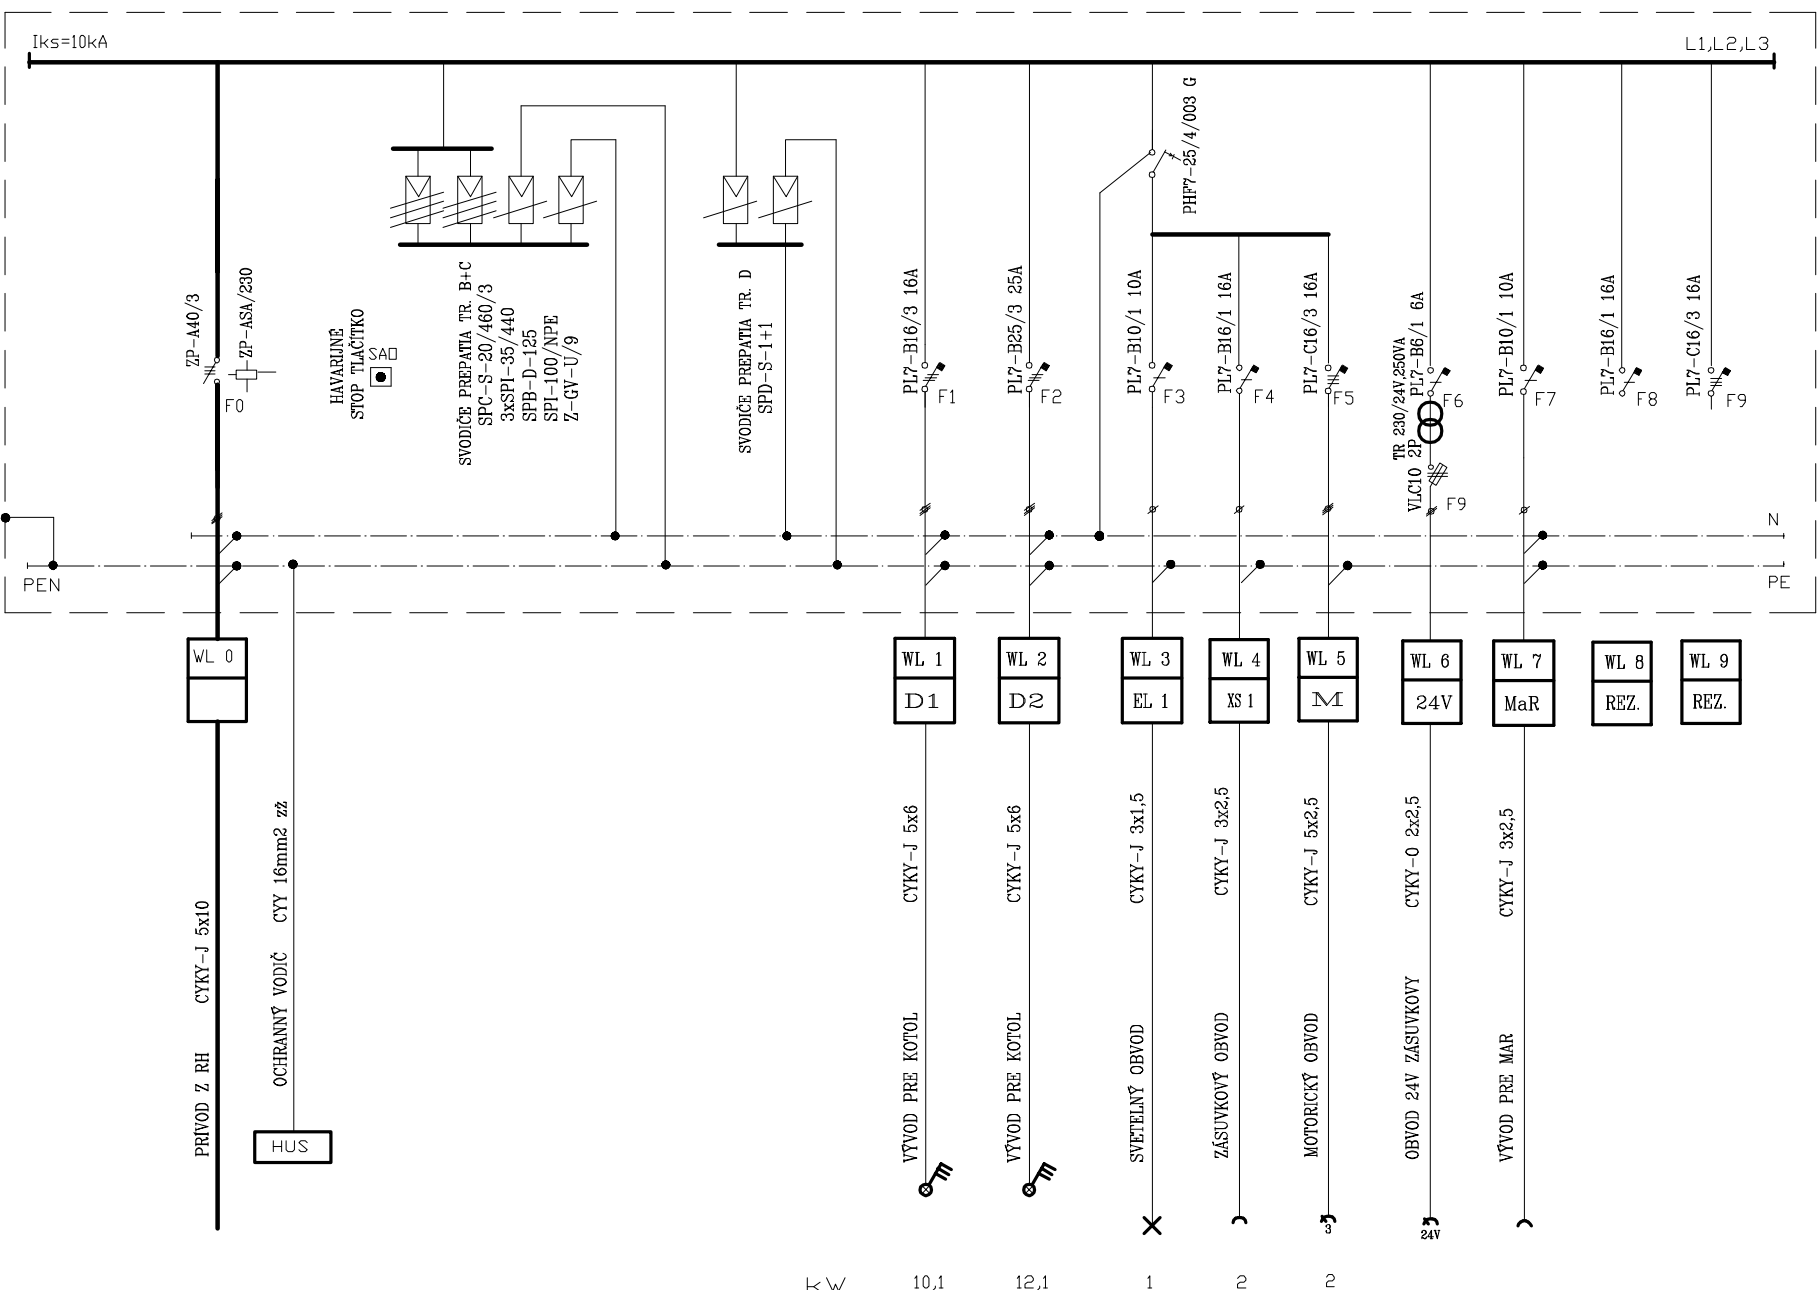 Iks=10kA
L1,L2,L3
ZP-A40/3
ZP-ASA/230
F0
HAVARIJNÉ
STOP TLAČÍTKO
SA0
SVODIČE PREPATIA TR. B+C
SPC-S-20/460/3
3xSPI-35/440
SPB-D-125
SPI-100/NPE
Z-GV-U/9
SVODIČE PREPATIA TR. D
SPD-S-1+1
PL7-B16/3 16A
F1
PL7-B25/3 25A
F2
PHF7-25/4/003 G
PL7-B10/1 10A
F3
PL7-B16/1 16A
F4
PL7-C16/3 16A
F5
TR 230/24V,250VA
PL7-B6/1 6A
F6
VLC10 2P
F9
PL7-B10/1 10A
F7
PL7-B16/1 16A
F8
PL7-C16/3 16A
F9
N
PEN
PE
WL 0
WL 1
D1
WL 2
D2
WL 3
EL 1
WL 4
XS 1
WL 5
M
WL 6
24V
WL 7
MaR
WL 8
REZ.
WL 9
REZ.
PRÍVOD Z RH CYKY-J 5x10
OCHRANNÝ VODIČ CYY 16mm2 zž
HUS
VÝVOD PRE KOTOL CYKY-J 5x6
VÝVOD PRE KOTOL CYKY-J 5x6
SVETELNÝ OBVOD CYKY-J 3x1,5
ZÁSUVKOVÝ OBVOD CYKY-J 3x2,5
MOTORICKÝ OBVOD CYKY-J 5x2,5
OBVOD 24V ZÁSUVKOVY CYKY-O 2x2,5
VÝVOD PRE MAR CYKY-J 3x2,5
3
24V
kW 10,1 12,1 1 2 2